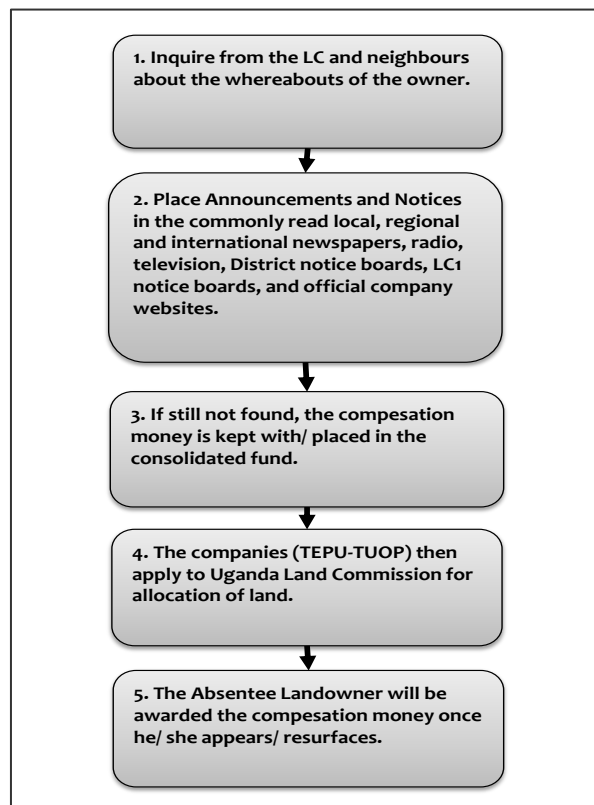 1. Inquire from the LC and neighbours
about the whereabouts of the owner.
2. Place Announcements and Notices
in the commonly read local, regional
and international newspapers, radio,
television, District notice boards, LC1
notice boards, and official company
websites.
3. If still not found, the compesation
money is kept with/ placed in the
consolidated fund.
4. The companies (TEPU-TUOP) then
apply to Uganda Land Commission for
allocation of land.
5. The Absentee Landowner will be
awarded the compesation money once
he/ she appears/ resurfaces.